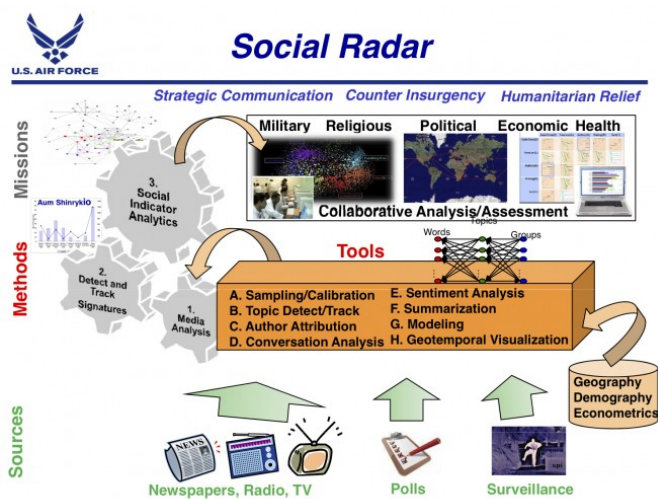 Social Radar
U.S. AIR FORCE
Strategic Communication Counter Insurgency Humanitarian Relief
Missions
Military Religious Political Economic Health
Collaborative Analysis/Assessment
3.
Social
Indicator
Analytics
Aum Shinrykio
Methods
2.
Detect and
Track
Signatures
1.
Media
Analysis
Tools
Words
Topics
Groups
A. Sampling/Calibration
B. Topic Detect/Track
C. Author Attribution
D. Conversation Analysis
E. Sentiment Analysis
F. Summarization
G. Modeling
H. Geotemporal Visualization
Geography
Demography
Econometrics
Sources
NEWS
Newspapers, Radio, TV
Polls
Surveillance